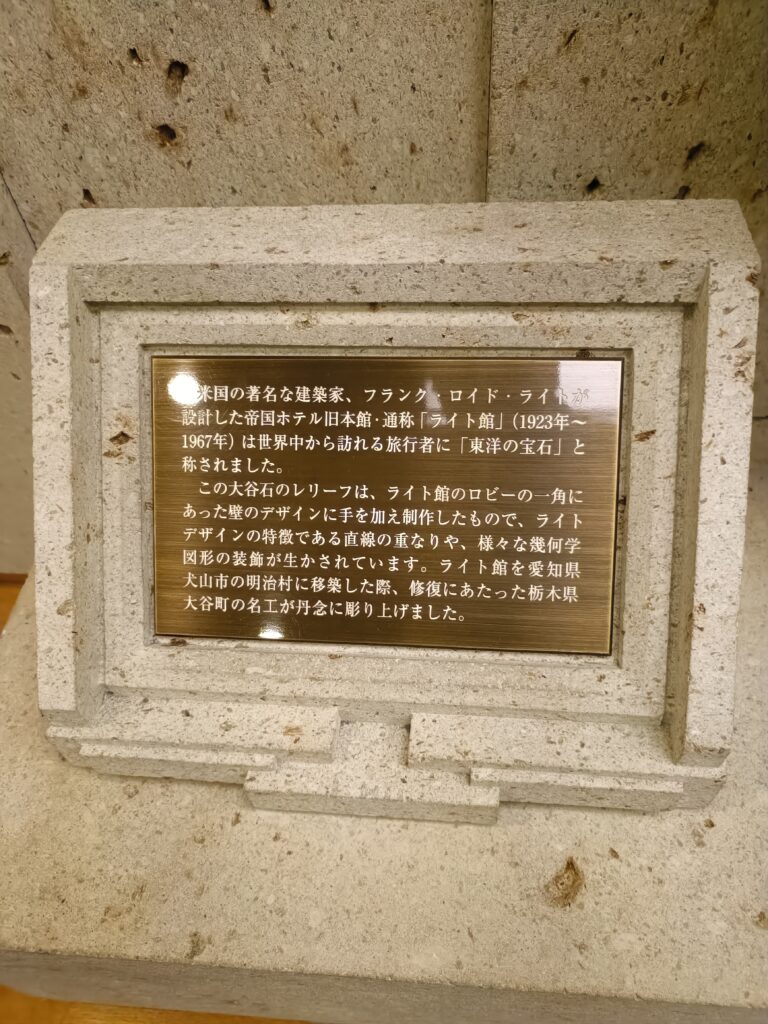 米国の著名な建築家、フランク・ロイド・ライトが
設計した帝国ホテル旧本館・通称「ライト館」（1923年～
1967年）は世界中から訪れる旅行者に「東洋の宝石」と
称されました。
この大谷石のレリーフは、ライト館のロビーの一角に
あった壁のデザインに手を加え制作したもので、ライト
デザインの特徴である直線の重なりや、様々な幾何学
図形の装飾が生かされています。ライト館を愛知県
犬山市の明治村に移築した際、修復にあたった栃木県
大谷町の名工が丹念に彫り上げました。